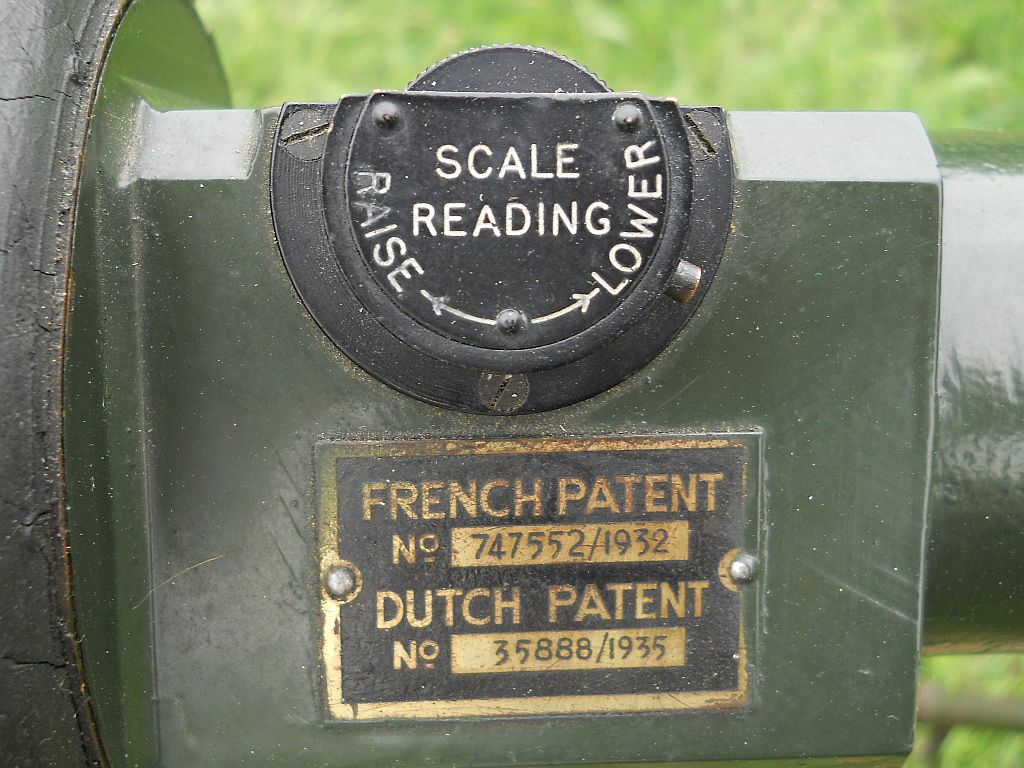 SCALE
READING
RAISE
LOWER
FRENCH PATENT
Nº 747552/1932
DUTCH PATENT
Nº 35888/1935